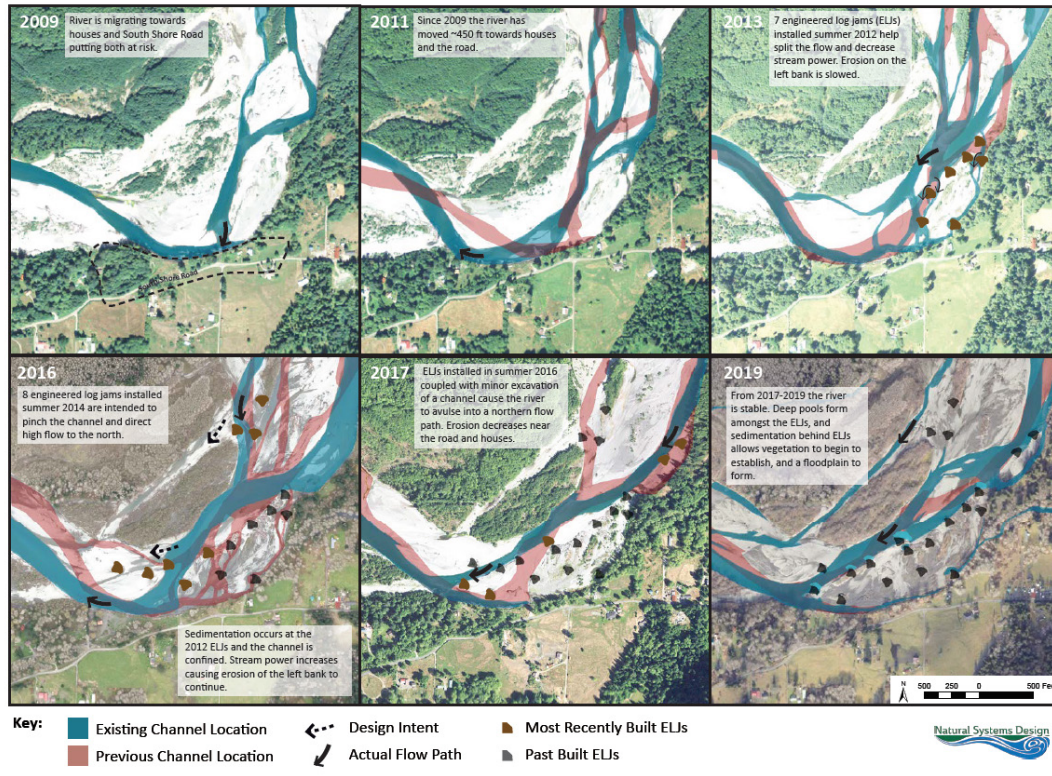 2009
River is migrating towards
houses and South Shore Road
putting both at risk.
South Shore Road
2011
Since 2009 the river has
moved ~450 ft towards houses
and the road.
2013
7 engineered log jams (ELJs)
installed summer 2012 help
split the flow and decrease
stream power. Erosion on the
left bank is slowed.
2016
8 engineered log jams installed
summer 2014 are intended to
pinch the channel and direct
high flow to the north.
Sedimentation occurs at the
2012 ELJs and the channel is
confined. Stream power increases
causing erosion of the left bank to
continue.
2017
ELJs installed in summer 2016
coupled with minor excavation
of a channel cause the river
to avulse into a northern flow
path. Erosion decreases near
the road and houses.
2019
From 2017-2019 the river
is stable. Deep pools form
amongst the ELJs, and
sedimentation behind ELJs
allows vegetation to begin to
establish, and a floodplain to
form.
N
500 250 0 500 Fee
Key:
Existing Channel Location
Previous Channel Location
Design Intent
Actual Flow Path
Most Recently Built ELJs
Past Built ELJs
Natural Systems Design